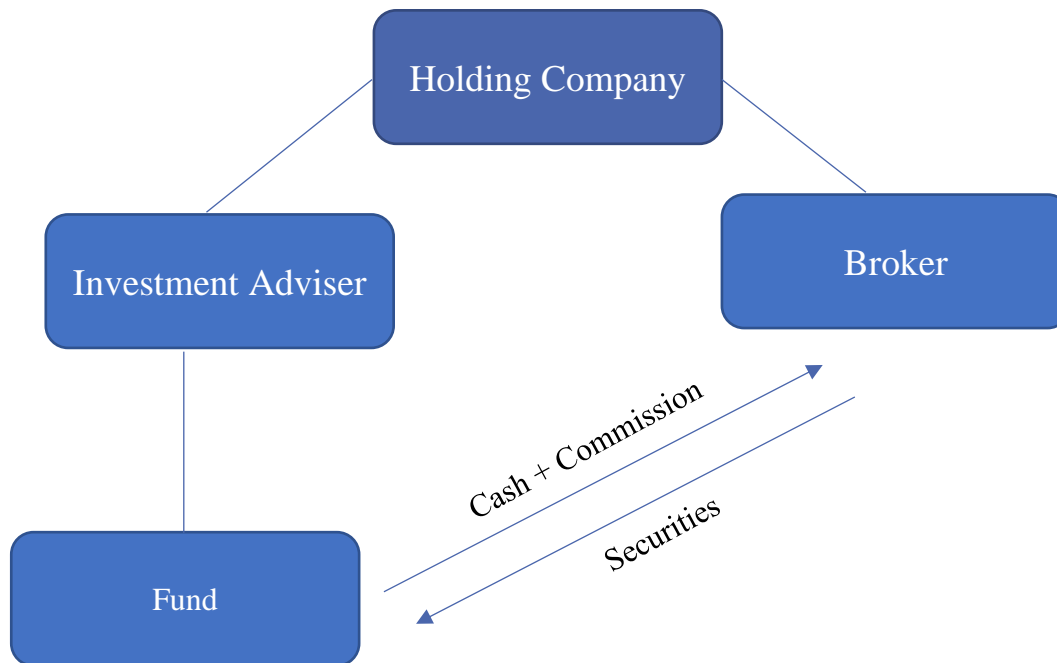 Holding Company
Investment Adviser
Broker
Cash + Commission
Securities
Fund